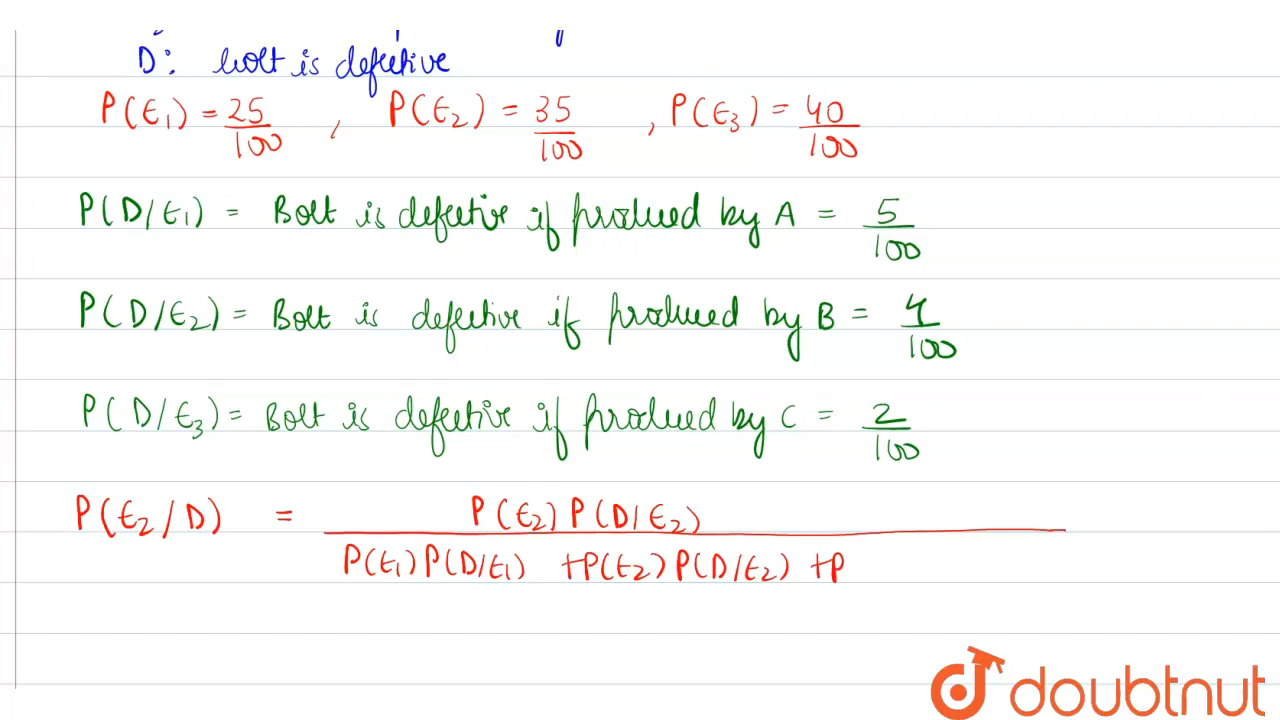 D: bolt is defective
P(E1) = 25/100 , P(E2) = 35/100 , P(E3) = 40/100
P(D/E1) = Bolt is defective if produced by A = 5/100
P(D/E2) = Bolt is defective if produced by B = 4/100
P(D/E3) = Bolt is defective if produced by C = 2/100
P(E2/D) = P(E2) P(D/E2)
P(E1) P(D/E1) + P(E2) P(D/E2) + P
doubtnut